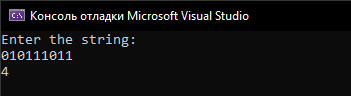 Консоль отладки Microsoft Visual Studio
Enter the string:
010111011
4